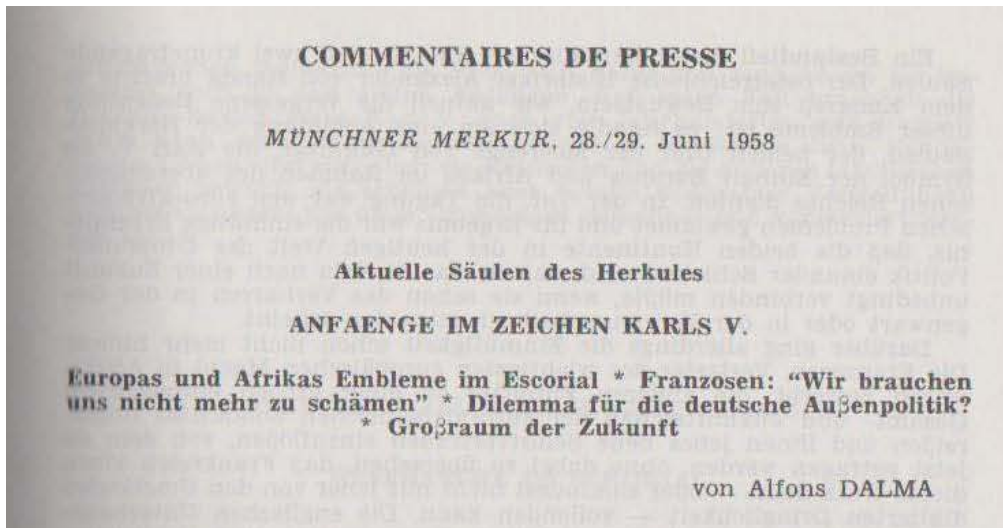 COMMENTAIRES DE PRESSE
MÜNCHNER MERKUR, 28./29. Juni 1958
Aktuelle Säulen des Herkules
ANFAENGE IM ZEICHEN KARLS V.
Europas und Afrikas Embleme im Escorial * Franzosen: “Wir brauchen
uns nicht mehr zu schämen” * Dilemma für die deutsche Außenpolitik?
* Großraum der Zukunft
von Alfons DALMA